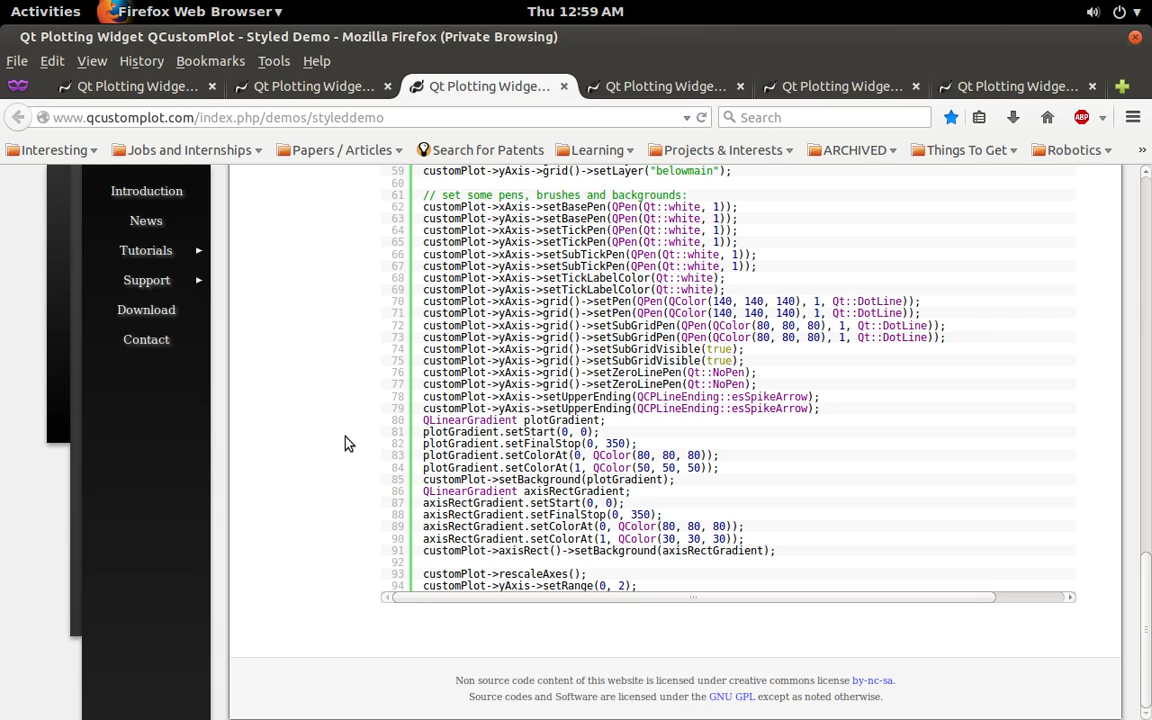 Activities Firefox Web Browser Thu 12:59 AM
Qt Plotting Widget QCustomPlot - Styled Demo - Mozilla Firefox (Private Browsing)
File Edit View History Bookmarks Tools Help
Qt Plotting Widge... Qt Plotting Widge... Qt Plotting Widge... Qt Plotting Widge... Qt Plotting Widge... Qt Plotting Widge...
www.qcustomplot.com/index.php/demos/styleddemo Search ABP
Interesting Jobs and Internships Papers / Articles Search for Patents Learning Projects & Interests ARCHIVED Things To Get Robotics »
Introduction
News
Tutorials
Support
Download
Contact
59 customPlot->yAxis->grid()->setLayer("belowmain");
60
61 // set some pens, brushes and backgrounds:
62 customPlot->xAxis->setBasePen(QPen(Qt::white, 1));
63 customPlot->yAxis->setBasePen(QPen(Qt::white, 1));
64 customPlot->xAxis->setTickPen(QPen(Qt::white, 1));
65 customPlot->yAxis->setTickPen(QPen(Qt::white, 1));
66 customPlot->xAxis->setSubTickPen(QPen(Qt::white, 1));
67 customPlot->yAxis->setSubTickPen(QPen(Qt::white, 1));
68 customPlot->xAxis->setTickLabelColor(Qt::white);
69 customPlot->yAxis->setTickLabelColor(Qt::white);
70 customPlot->xAxis->grid()->setPen(QPen(QColor(140, 140, 140), 1, Qt::DotLine));
71 customPlot->yAxis->grid()->setPen(QPen(QColor(140, 140, 140), 1, Qt::DotLine));
72 customPlot->xAxis->grid()->setSubGridPen(QPen(QColor(80, 80, 80), 1, Qt::DotLine));
73 customPlot->yAxis->grid()->setSubGridPen(QPen(QColor(80, 80, 80), 1, Qt::DotLine));
74 customPlot->xAxis->grid()->setSubGridVisible(true);
75 customPlot->yAxis->grid()->setSubGridVisible(true);
76 customPlot->xAxis->grid()->setZeroLinePen(Qt::NoPen);
77 customPlot->yAxis->grid()->setZeroLinePen(Qt::NoPen);
78 customPlot->xAxis->setUpperEnding(QCPLineEnding::esSpikeArrow);
79 customPlot->yAxis->setUpperEnding(QCPLineEnding::esSpikeArrow);
80 QLinearGradient plotGradient;
81 plotGradient.setStart(0, 0);
82 plotGradient.setFinalStop(0, 350);
83 plotGradient.setColorAt(0, QColor(80, 80, 80));
84 plotGradient.setColorAt(1, QColor(50, 50, 50));
85 customPlot->setBackground(plotGradient);
86 QLinearGradient axisRectGradient;
87 axisRectGradient.setStart(0, 0);
88 axisRectGradient.setFinalStop(0, 350);
89 axisRectGradient.setColorAt(0, QColor(80, 80, 80));
90 axisRectGradient.setColorAt(1, QColor(30, 30, 30));
91 customPlot->axisRect()->setBackground(axisRectGradient);
92
93 customPlot->rescaleAxes();
94 customPlot->yAxis->setRange(0, 2);
Non source code content of this website is licensed under creative commons license by-nc-sa.
Source codes and Software are licensed under the GNU GPL except as noted otherwise.